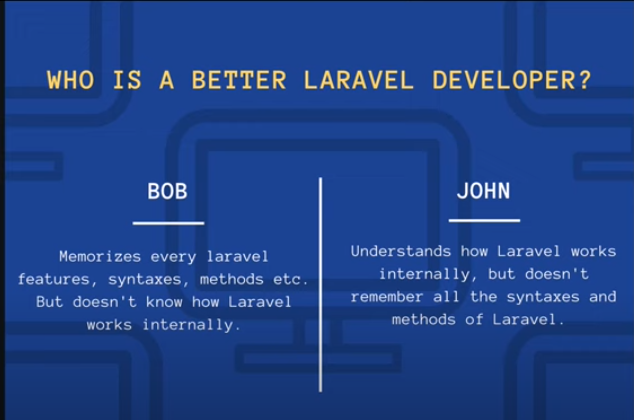 WHO IS A BETTER LARAVEL DEVELOPER?
BOB
Memorizes every laravel
features, syntaxes, methods etc.
But doesn't know how Laravel
works internally.
JOHN
Understands how Laravel works
internally, but doesn't
remember all the syntaxes and
methods of Laravel.